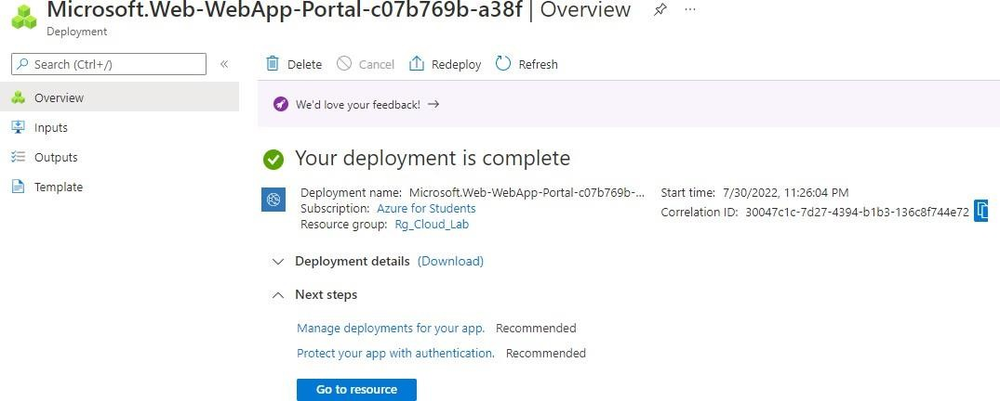 Microsoft.Web-WebApp-Portal-c07b769b-a38f | Overview
Deployment
Search (Ctrl+/)
Delete
Cancel
Redeploy
Refresh
Overview
Inputs
Outputs
Template
We'd love your feedback!
Your deployment is complete
Deployment name: Microsoft.Web-WebApp-Portal-c07b769b-...
Subscription: Azure for Students
Resource group: Rg_Cloud_Lab
Start time: 7/30/2022, 11:26:04 PM
Correlation ID: 30047c1c-7d27-4394-b1b3-136c8f744e72
Deployment details (Download)
Next steps
Manage deployments for your app. Recommended
Protect your app with authentication. Recommended
Go to resource